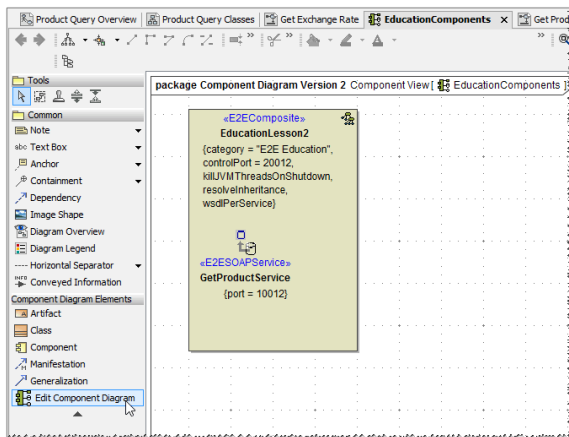 Product Query Overview
Product Query Classes
Get Exchange Rate
EducationComponents
Get Prod
Tools
Common
Note
abc Text Box
Anchor
Containment
Dependency
Image Shape
Diagram Overview
Diagram Legend
Horizontal Separator
INFO Conveyed Information
Component Diagram Elements
Artifact
Class
Component
Manifestation
Generalization
Edit Component Diagram
package Component Diagram Version 2 Component View [ EducationComponents ]
«E2EComposite»
EducationLesson2
{category = "E2E Education",
controlPort = 20012,
killJVMThreadsOnShutdown,
resolveInheritance,
wsdlPerService}
«E2ESOAPService»
GetProductService
{port = 10012}